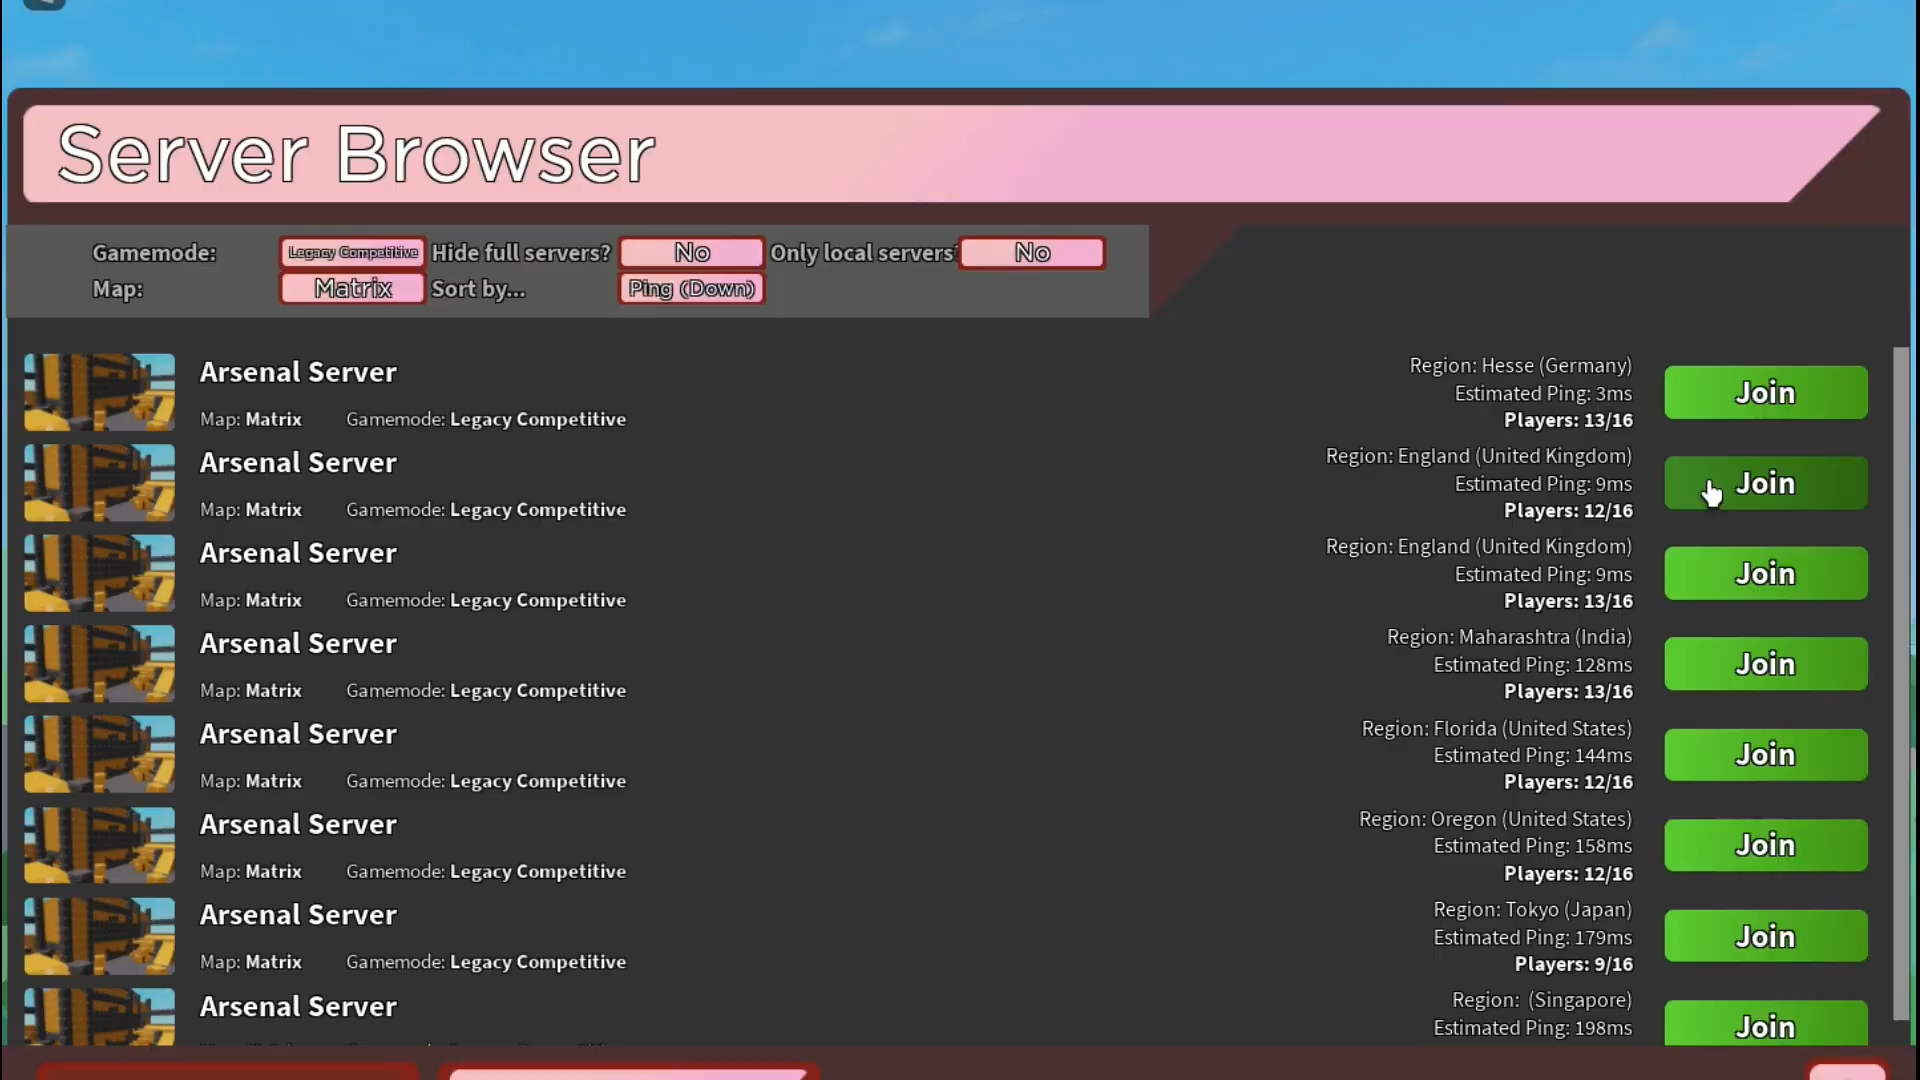 Server Browser
Gamemode: Legacy Competitive Hide full servers? No Only local servers? No
Map: Matrix Sort by... Ping (Down)
Arsenal Server
Map: Matrix Gamemode: Legacy Competitive
Region: Hesse (Germany)
Estimated Ping: 3ms
Players: 13/16
Join
Arsenal Server
Map: Matrix Gamemode: Legacy Competitive
Region: England (United Kingdom)
Estimated Ping: 9ms
Players: 12/16
Join
Arsenal Server
Map: Matrix Gamemode: Legacy Competitive
Region: England (United Kingdom)
Estimated Ping: 9ms
Players: 13/16
Join
Arsenal Server
Map: Matrix Gamemode: Legacy Competitive
Region: Maharashtra (India)
Estimated Ping: 128ms
Players: 13/16
Join
Arsenal Server
Map: Matrix Gamemode: Legacy Competitive
Region: Florida (United States)
Estimated Ping: 144ms
Players: 12/16
Join
Arsenal Server
Map: Matrix Gamemode: Legacy Competitive
Region: Oregon (United States)
Estimated Ping: 158ms
Players: 12/16
Join
Arsenal Server
Map: Matrix Gamemode: Legacy Competitive
Region: Tokyo (Japan)
Estimated Ping: 179ms
Players: 9/16
Join
Arsenal Server
Region: (Singapore)
Estimated Ping: 198ms
Join